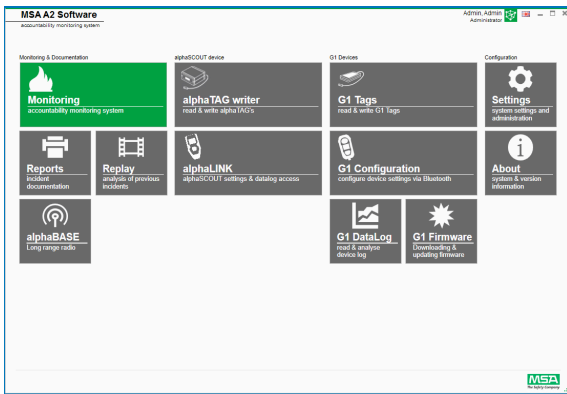 MSA A2 Software
accountability monitoring system
Admin, Admin
Administrator
Monitoring & Documentation
alphaSCOUT device
G1 Devices
Configuration
Monitoring
accountability monitoring system
alphaTAG writer
read & write alphaTAG's
G1 Tags
read & write G1 Tags
Settings
system settings and
administration
Reports
incident
documentation
Replay
analysis of previous
incidents
alphaLINK
alphaSCOUT settings & datalog access
G1 Configuration
configure device settings via Bluetooth
About
system & version
information
alphaBASE
Long range radio
G1 DataLog
read & analyse
device log
G1 Firmware
Downloading &
updating firmware
MSA
The Safety Company